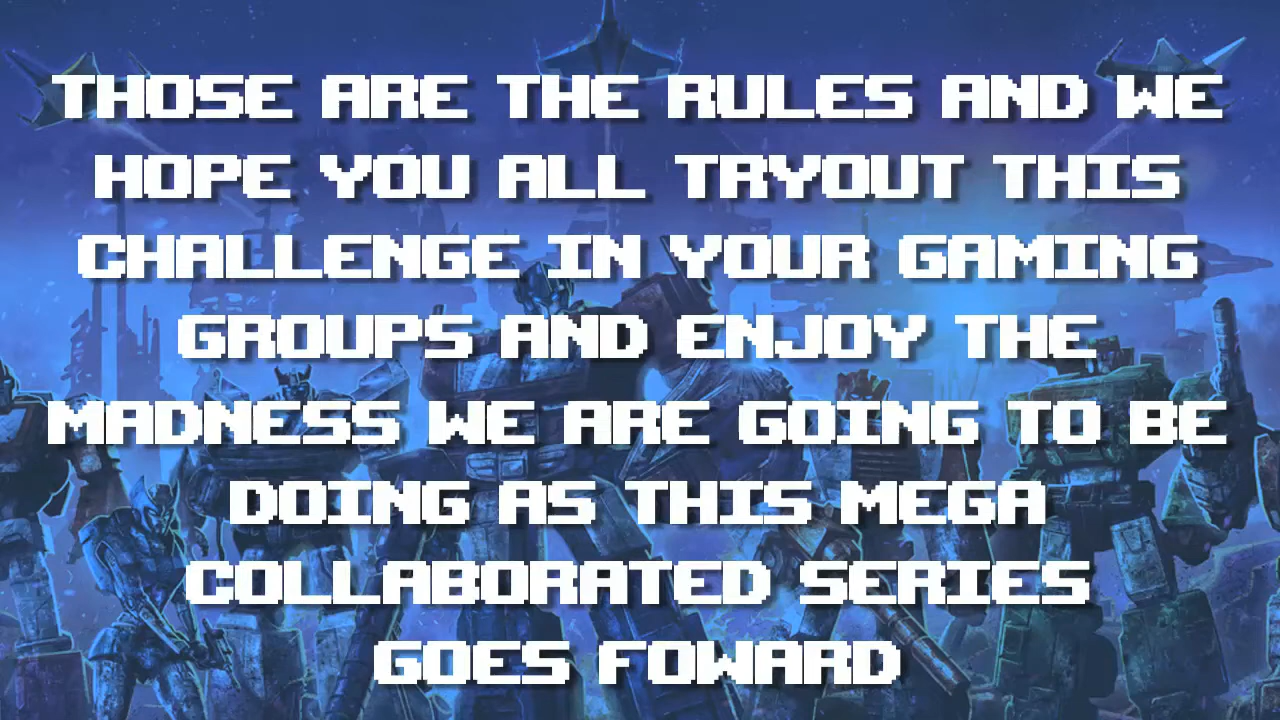 THOSE ARE THE RULES AND WE
HOPE YOU ALL TRYOUT THIS
CHALLENGE IN YOUR GAMING
GROUPS AND ENJOY THE
MADNESS WE ARE GOING TO BE
DOING AS THIS MEGA
COLLABORATED SERIES
GOES FOWARD